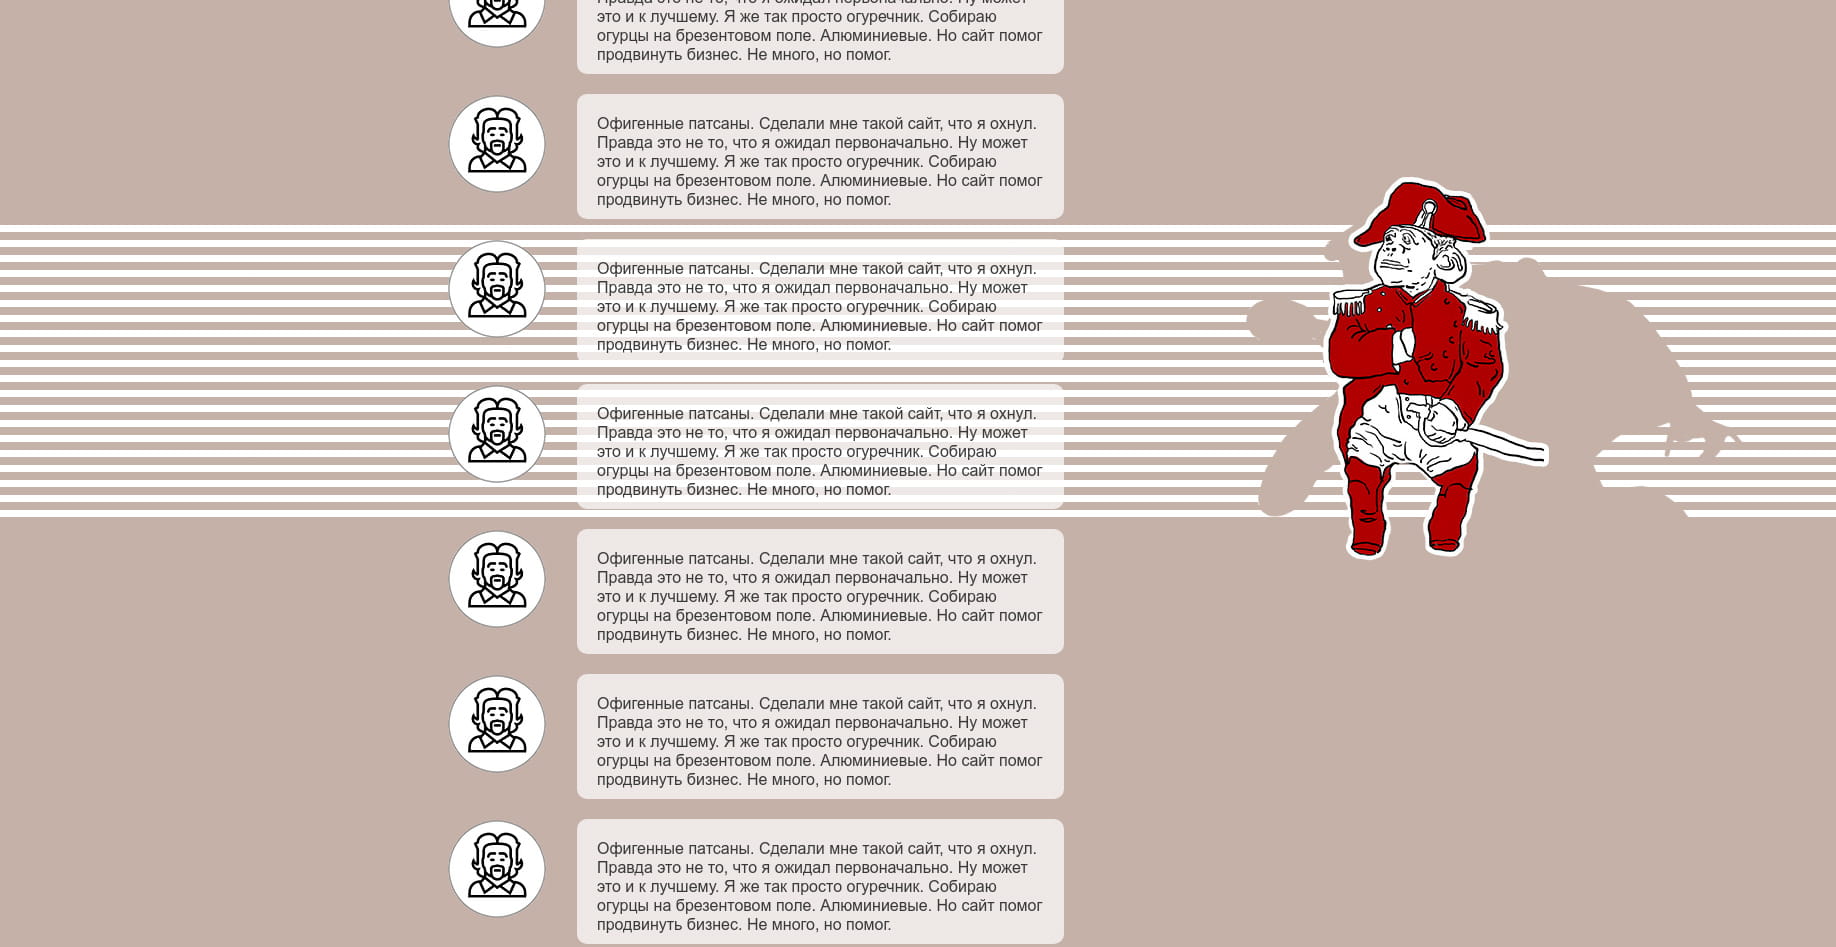 Правда это не то, что я ожидал первоначально. Ну может
это и к лучшему. Я же так просто огуречник. Собираю
огурцы на брезентовом поле. Алюминиевые. Но сайт помог
продвинуть бизнес. Не много, но помог.
Офигенные патсаны. Сделали мне такой сайт, что я охнул.
Правда это не то, что я ожидал первоначально. Ну может
это и к лучшему. Я же так просто огуречник. Собираю
огурцы на брезентовом поле. Алюминиевые. Но сайт помог
продвинуть бизнес. Не много, но помог.
Офигенные патсаны. Сделали мне такой сайт, что я охнул.
Правда это не то, что я ожидал первоначально. Ну может
это и к лучшему. Я же так просто огуречник. Собираю
огурцы на брезентовом поле. Алюминиевые. Но сайт помог
продвинуть бизнес. Не много, но помог.
Офигенные патсаны. Сделали мне такой сайт, что я охнул.
Правда это не то, что я ожидал первоначально. Ну может
это и к лучшему. Я же так просто огуречник. Собираю
огурцы на брезентовом поле. Алюминиевые. Но сайт помог
продвинуть бизнес. Не много, но помог.
Офигенные патсаны. Сделали мне такой сайт, что я охнул.
Правда это не то, что я ожидал первоначально. Ну может
это и к лучшему. Я же так просто огуречник. Собираю
огурцы на брезентовом поле. Алюминиевые. Но сайт помог
продвинуть бизнес. Не много, но помог.
Офигенные патсаны. Сделали мне такой сайт, что я охнул.
Правда это не то, что я ожидал первоначально. Ну может
это и к лучшему. Я же так просто огуречник. Собираю
огурцы на брезентовом поле. Алюминиевые. Но сайт помог
продвинуть бизнес. Не много, но помог.
Офигенные патсаны. Сделали мне такой сайт, что я охнул.
Правда это не то, что я ожидал первоначально. Ну может
это и к лучшему. Я же так просто огуречник. Собираю
огурцы на брезентовом поле. Алюминиевые. Но сайт помог
продвинуть бизнес. Не много, но помог.